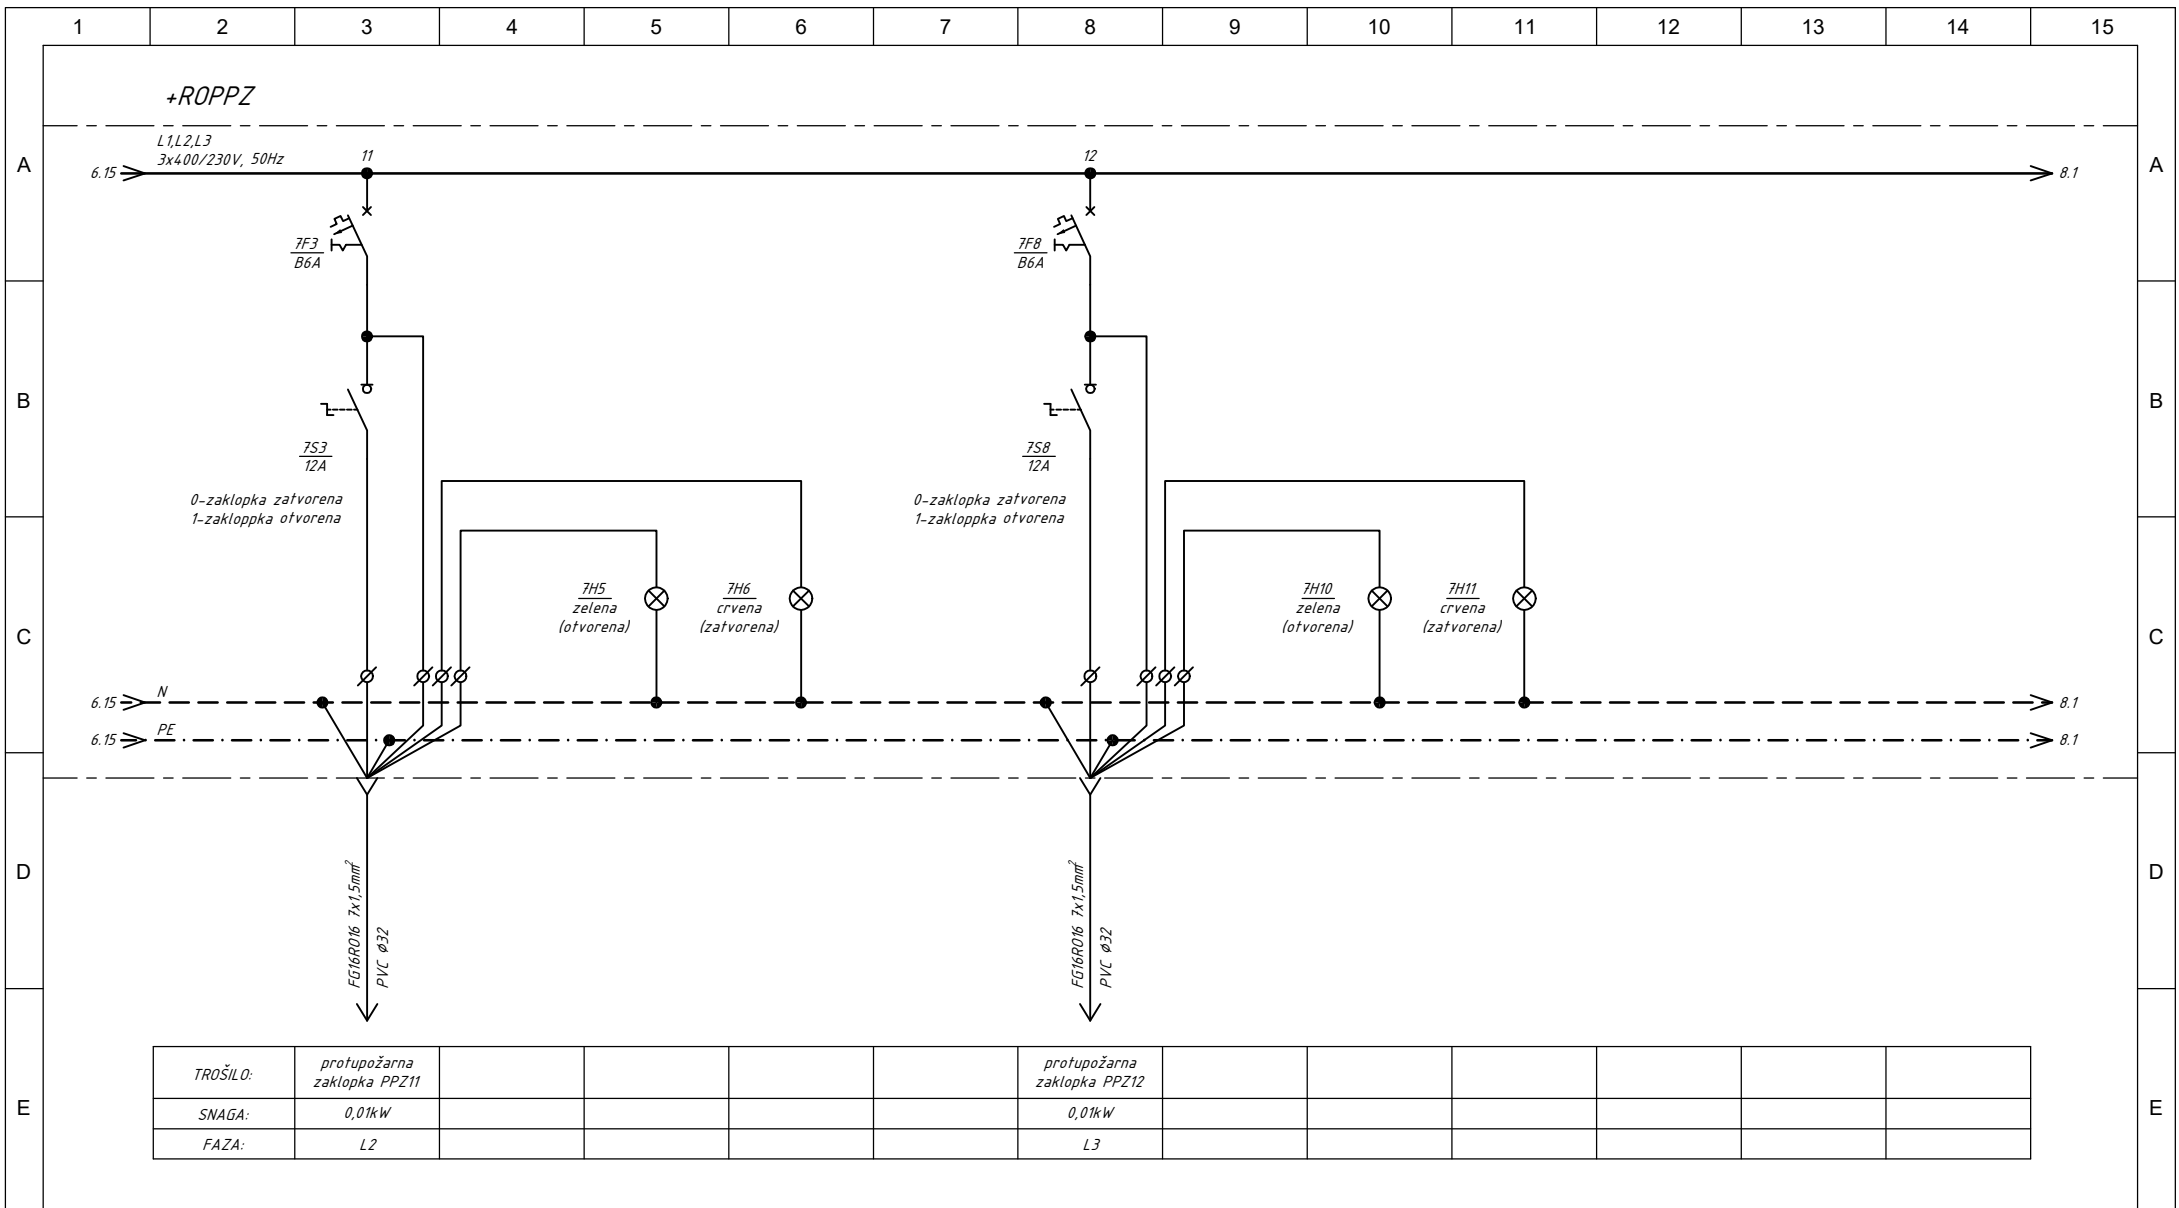 1 2 3 4 5 6 7 8 9 10 11 12 13 14 15
+ROPPZ
L1,L2,L3
3x400/230V, 50Hz
A 6.15 11 12 8.1 A
7F3
B6A
7F8
B6A
B B
7S3
12A
0-zaklopka zatvorena
1-zakloppka otvorena
7S8
12A
0-zaklopka zatvorena
1-zakloppka otvorena
7H5
zelena
(otvorena)
7H6
crvena
(zatvorena)
7H10
zelena
(otvorena)
7H11
crvena
(zatvorena)
C C
6.15 N 8.1
6.15 PE 8.1
D D
FG16RO16 7x1,5mm²
PVC ø32
FG16RO16 7x1,5mm²
PVC ø32
E E
TROŠILO:
protupožarna
zaklopka PPZ11
protupožarna
zaklopka PPZ12
SNAGA: 0,01kW 0,01kW
FAZA: L2 L3